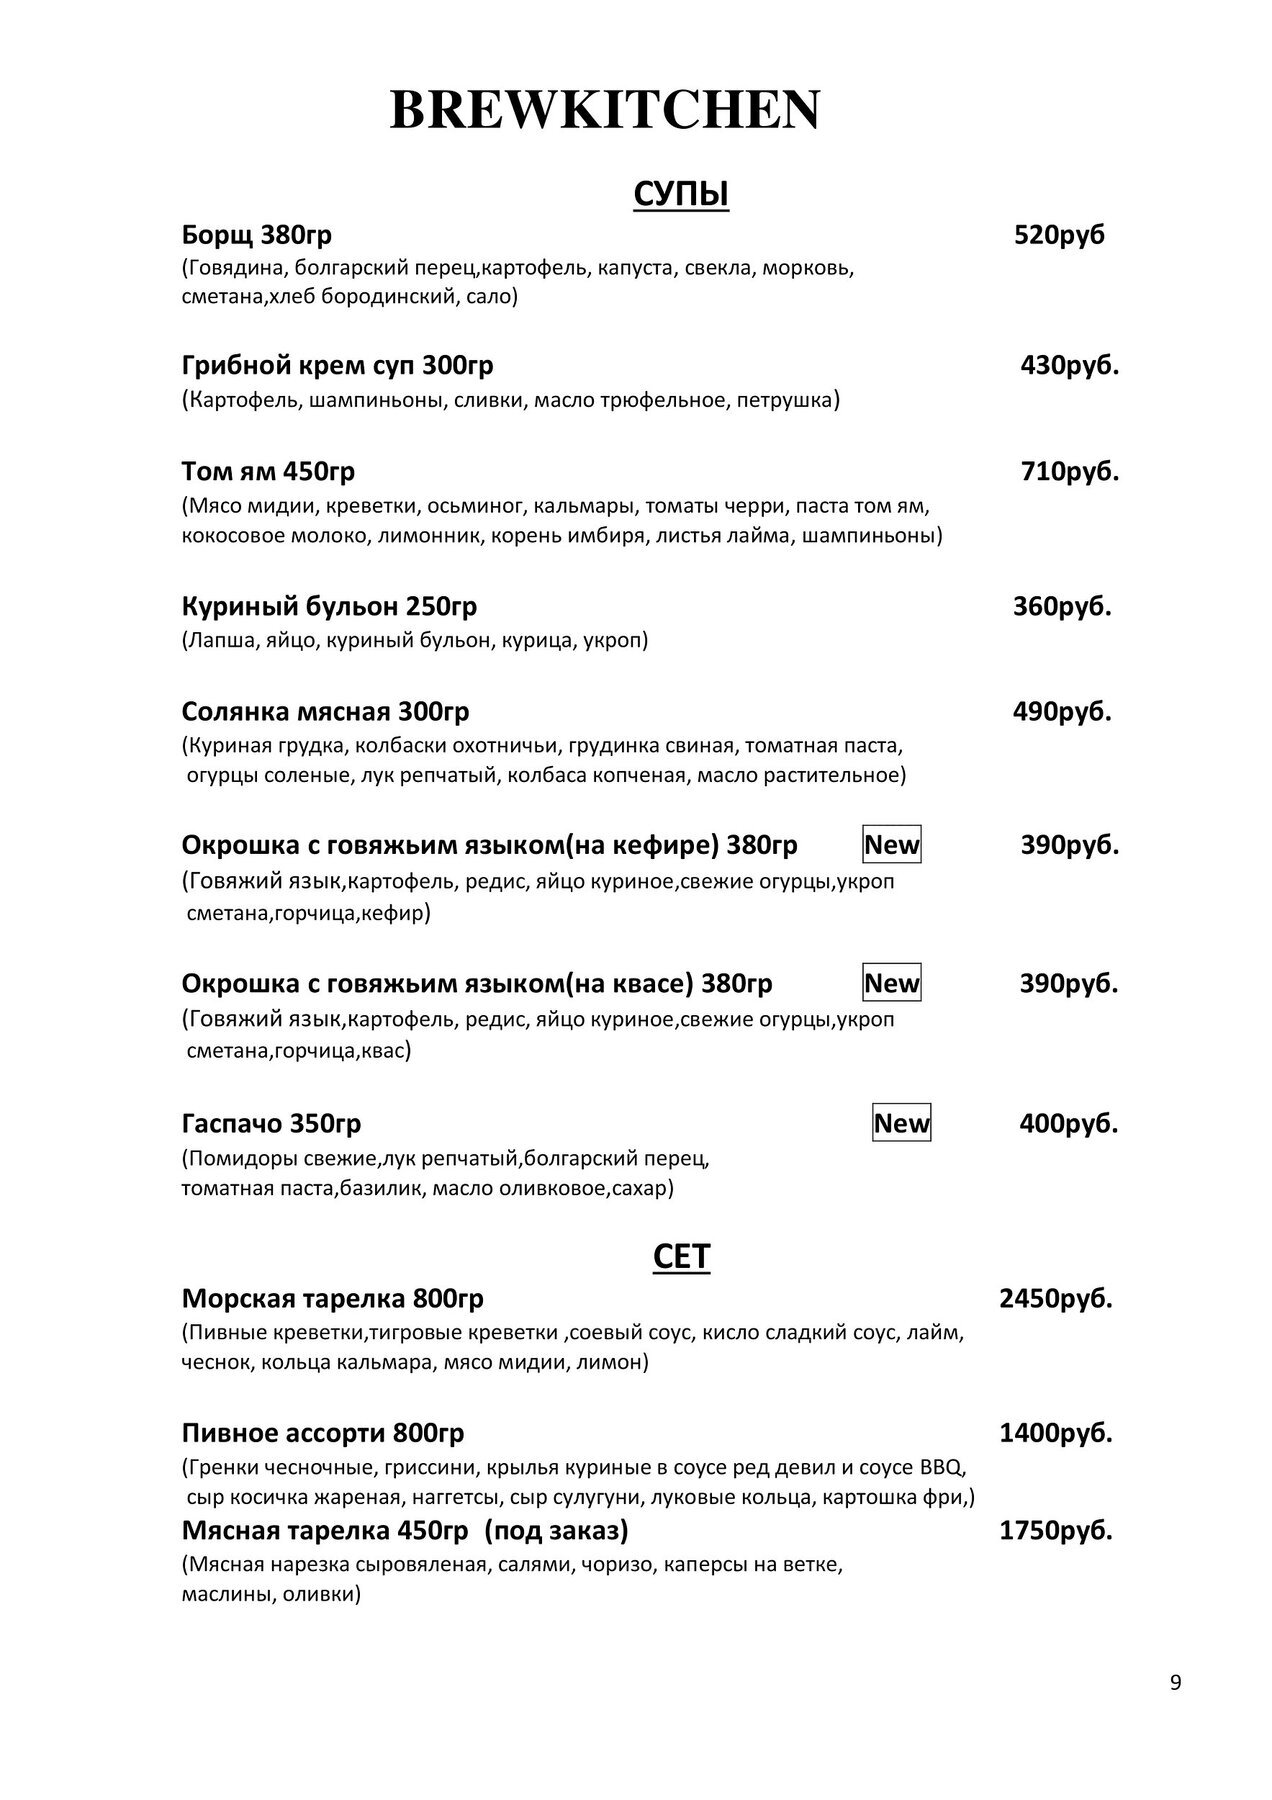 BREWKITCHEN
СУПЫ
Борщ 380гр 520руб
(Говядина, болгарский перец,картофель, капуста, свекла, морковь,
сметана,хлеб бородинский, сало)
Грибной крем суп 300гр 430руб.
(Картофель, шампиньоны, сливки, масло трюфельное, петрушка)
Том ям 450гр 710руб.
(Мясо мидии, креветки, осьминог, кальмары, томаты черри, паста том ям,
кокосовое молоко, лимонник, корень имбиря, листья лайма, шампиньоны)
Куриный бульон 250гр 360руб.
(Лапша, яйцо, куриный бульон, курица, укроп)
Солянка мясная 300гр 490руб.
(Куриная грудка, колбаски охотничьи, грудинка свиная, томатная паста,
огурцы соленые, лук репчатый, колбаса копченая, масло растительное)
Окрошка с говяжьим языком(на кефире) 380гр New 390руб.
(Говяжий язык,картофель, редис, яйцо куриное,свежие огурцы,укроп
сметана,горчица,кефир)
Окрошка с говяжьим языком(на квасе) 380гр New 390руб.
(Говяжий язык,картофель, редис, яйцо куриное,свежие огурцы,укроп
сметана,горчица,квас)
Гаспачо 350гр New 400руб.
(Помидоры свежие,лук репчатый,болгарский перец,
томатная паста,базилик, масло оливковое,сахар)
СЕТ
Морская тарелка 800гр 2450руб.
(Пивные креветки,тигровые креветки ,соевый соус, кисло сладкий соус, лайм,
чеснок, кольца кальмара, мясо мидии, лимон)
Пивное ассорти 800гр 1400руб.
(Гренки чесночные, гриссини, крылья куриные в соусе ред девил и соусе BBQ,
сыр косичка жареная, наггетсы, сыр сулугуни, луковые кольца, картошка фри,)
Мясная тарелка 450гр (под заказ) 1750руб.
(Мясная нарезка сыровяленая, салями, чоризо, каперсы на ветке,
маслины, оливки)
9